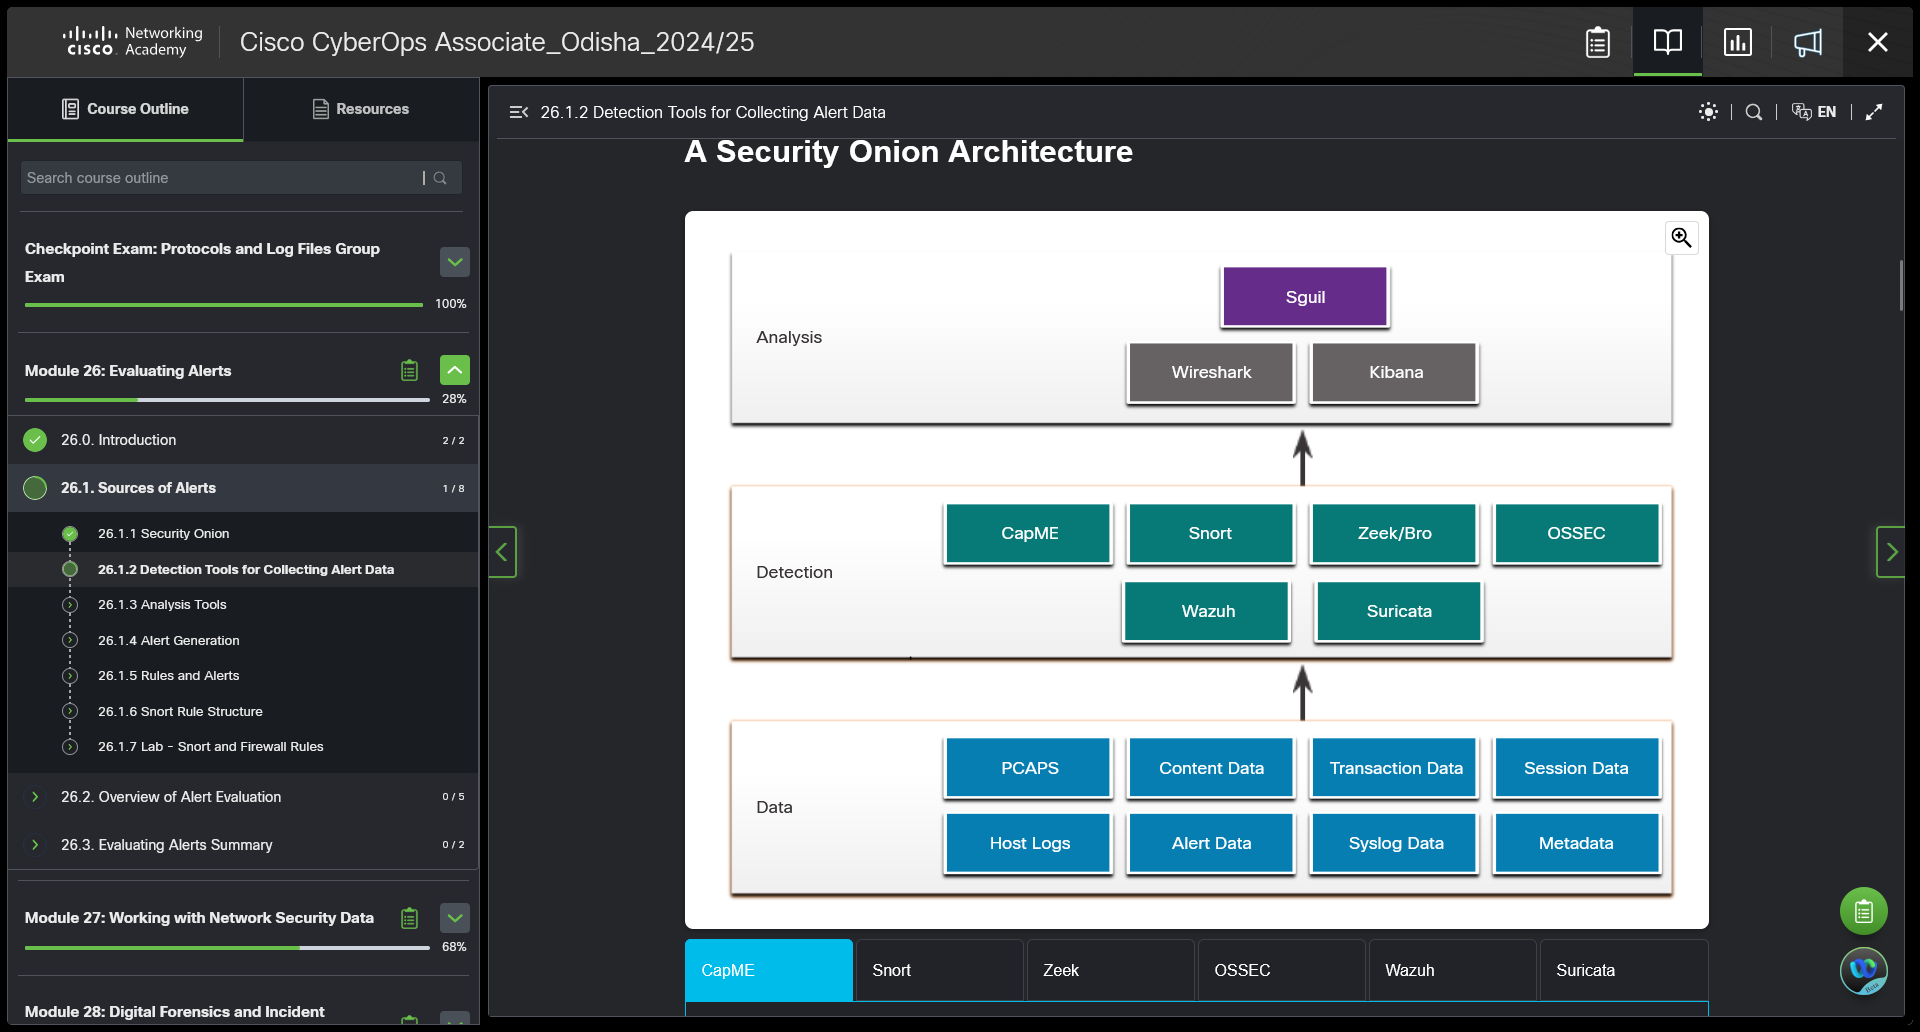 CISCO
Networking
Academy
Cisco CyberOps Associate_Odisha_2024/25
Course Outline
Resources
Search course outline
Checkpoint Exam: Protocols and Log Files Group
Exam
100%
Module 26: Evaluating Alerts
28%
26.0. Introduction
2 / 2
26.1. Sources of Alerts
1 / 8
26.1.1 Security Onion
26.1.2 Detection Tools for Collecting Alert Data
26.1.3 Analysis Tools
26.1.4 Alert Generation
26.1.5 Rules and Alerts
26.1.6 Snort Rule Structure
26.1.7 Lab - Snort and Firewall Rules
26.2. Overview of Alert Evaluation
0 / 5
26.3. Evaluating Alerts Summary
0 / 2
Module 27: Working with Network Security Data
68%
Module 28: Digital Forensics and Incident
26.1.2 Detection Tools for Collecting Alert Data
EN
A Security Onion Architecture
Analysis
Sguil
Wireshark
Kibana
Detection
CapME
Snort
Zeek/Bro
OSSEC
Wazuh
Suricata
Data
PCAPS
Content Data
Transaction Data
Session Data
Host Logs
Alert Data
Syslog Data
Metadata
CapME
Snort
Zeek
OSSEC
Wazuh
Suricata
Beta